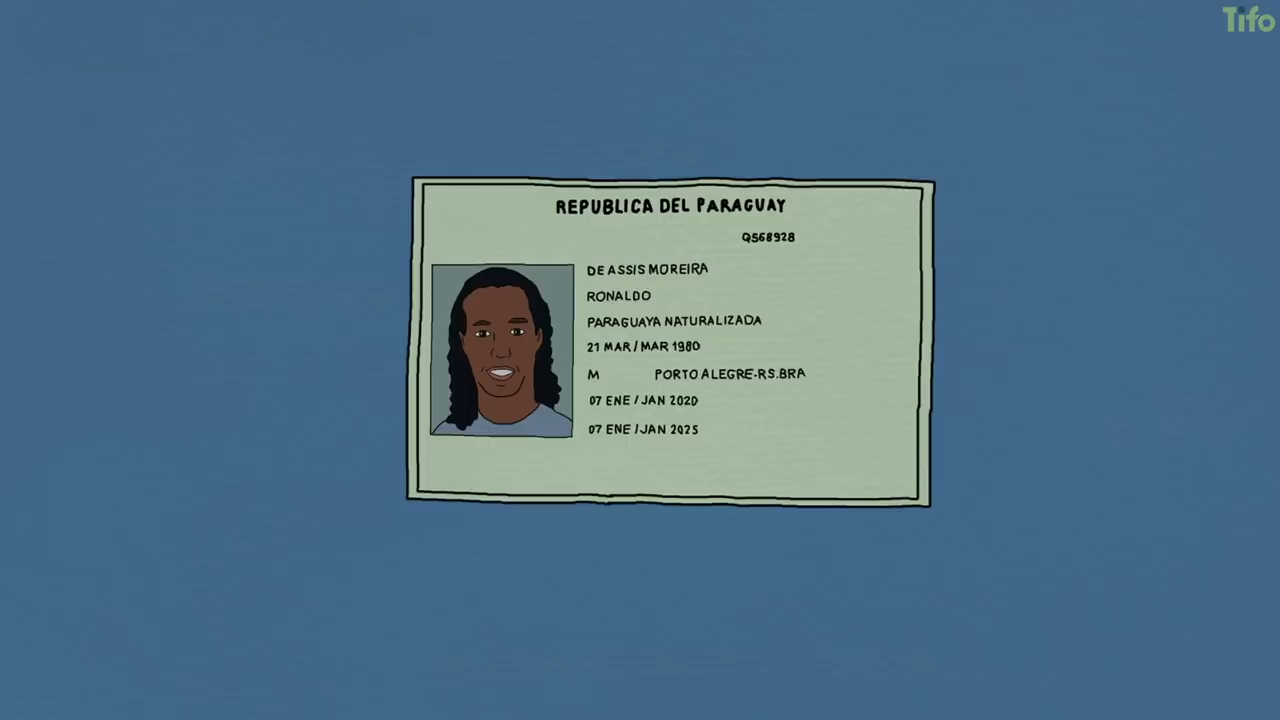 Tifo
REPUBLICA DEL PARAGUAY
Q568928
DE ASSIS MOREIRA
RONALDO
PARAGUAYA NATURALIZADA
21 MAR/MAR 1980
M PORTO ALEGRE-RS.BRA
07 ENE/JAN 2020
07 ENE/JAN 2025